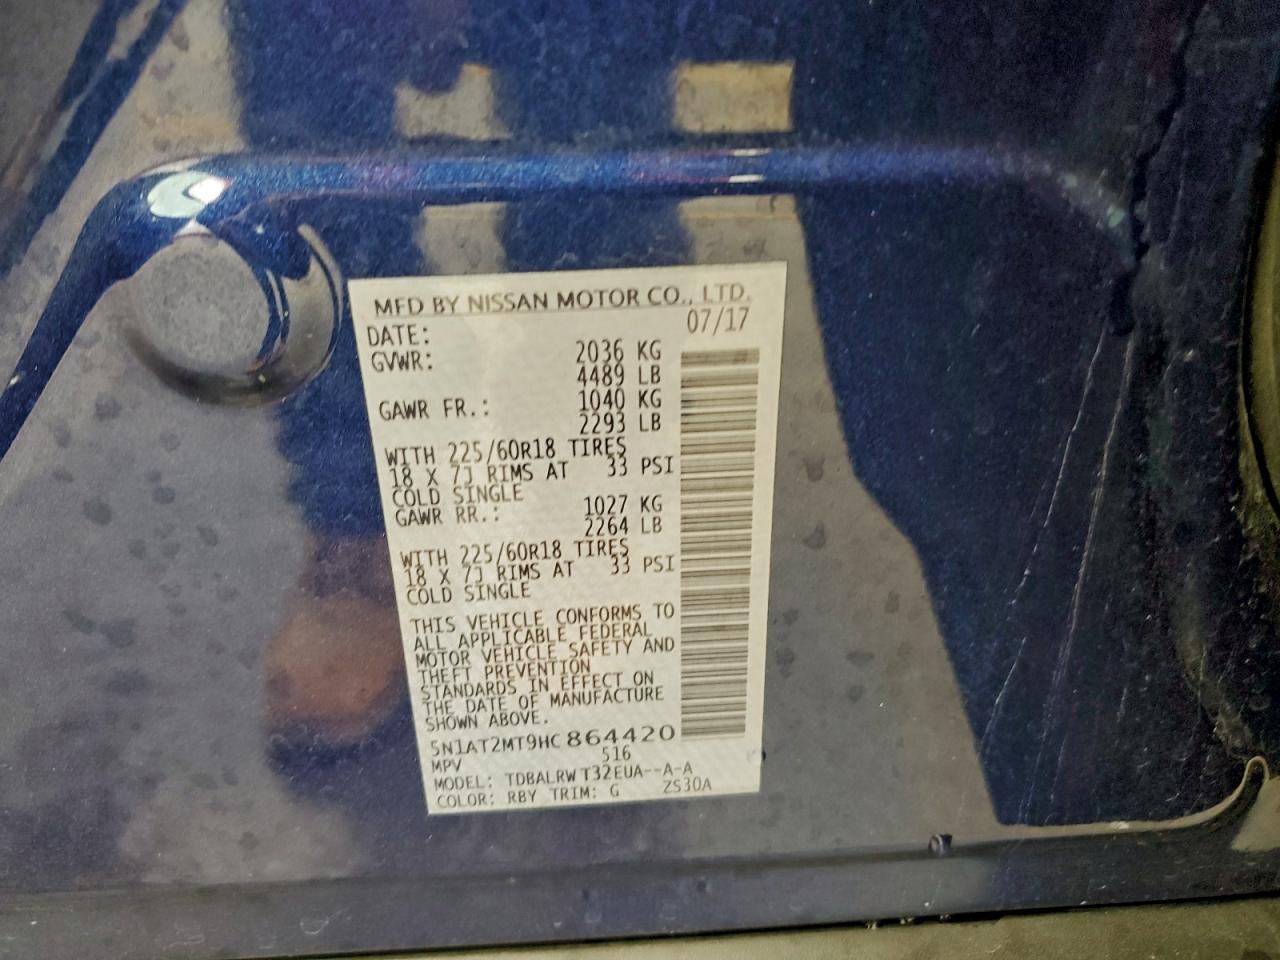 MFD BY NISSAN MOTOR CO., LTD.
DATE: 07/17
GVWR: 2036 KG
4489 LB
GAWR FR.: 1040 KG
2293 LB
WITH 225/60R18 TIRES
18 X 7J RIMS AT 33 PSI
COLD SINGLE
GAWR RR.: 1027 KG
2264 LB
WITH 225/60R18 TIRES
18 X 7J RIMS AT 33 PSI
COLD SINGLE
THIS VEHICLE CONFORMS TO
ALL APPLICABLE FEDERAL
MOTOR VEHICLE SAFETY AND
THEFT PREVENTION
STANDARDS IN EFFECT ON
THE DATE OF MANUFACTURE
SHOWN ABOVE.
5N1AT2MT9HC864420
MPV 516
MODEL: TDBALRW T32EUA--A-A
COLOR: RBY TRIM: G ZS30A